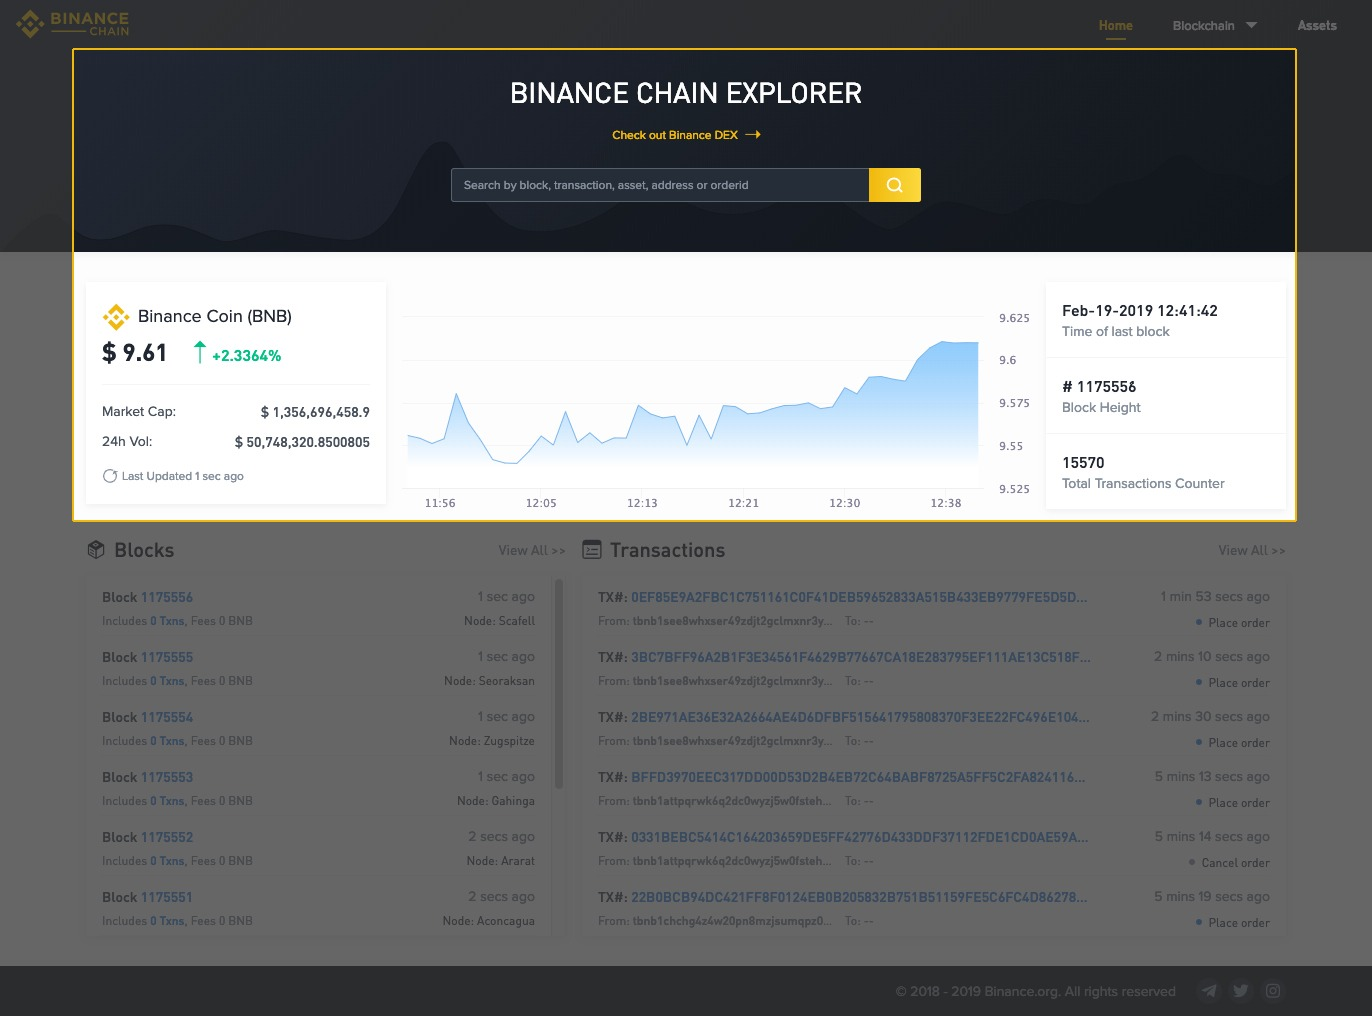 BINANCE
CHAIN
Home Blockchain Assets
BINANCE CHAIN EXPLORER
Check out Binance DEX →
Search by block, transaction, asset, address or orderid
Binance Coin (BNB)
$ 9.61 ↑ +2.3364%
Market Cap: $ 1,356,696,458.9
24h Vol: $ 50,748,320.8500805
Last Updated 1 sec ago
9.625
9.6
9.575
9.55
9.525
11:56 12:05 12:13 12:21 12:30 12:38
Feb-19-2019 12:41:42
Time of last block
# 1175556
Block Height
15570
Total Transactions Counter
Blocks View All >>
Block 1175556 1 sec ago
Includes 0 Txns, Fees 0 BNB Node: Scafell
Block 1175555 1 sec ago
Includes 0 Txns, Fees 0 BNB Node: Seoraksan
Block 1175554 1 sec ago
Includes 0 Txns, Fees 0 BNB Node: Zugspitze
Block 1175553 1 sec ago
Includes 0 Txns, Fees 0 BNB Node: Gahinga
Block 1175552 2 secs ago
Includes 0 Txns, Fees 0 BNB Node: Ararat
Block 1175551 2 secs ago
Includes 0 Txns, Fees 0 BNB Node: Aconcagua
Transactions View All >>
TX#: 0EF85E9A2FBC1C751161C0F41DEB59652833A515B433EB9779FE5D5D... 1 min 53 secs ago
From: tbnb1see8whxser49zdjt2gclmxnr3y... To: -- Place order
TX#: 3BC7BFF96A2B1F3E34561F4629B77667CA18E283795EF111AE13C518F... 2 mins 10 secs ago
From: tbnb1see8whxser49zdjt2gclmxnr3y... To: -- Place order
TX#: 2BE971AE36E32A2664AE4D6DFBF515641795808370F3EE22FC496E104... 2 mins 30 secs ago
From: tbnb1see8whxser49zdjt2gclmxnr3y... To: -- Place order
TX#: BFFD3970EEC317DD00D53D2B4EB72C64BABF8725A5FF5C2FA824116... 5 mins 13 secs ago
From: tbnb1attpqrwk6q2dc0wyzj5w0fsteh... To: -- Place order
TX#: 0331BEBC5414C164203659DE5FF42776D433DDF37112FDE1CD0AE59A... 5 mins 14 secs ago
From: tbnb1attpqrwk6q2dc0wyzj5w0fsteh... To: -- Cancel order
TX#: 22B0BCB94DC421FF8F0124EB0B205832B751B51159FE5C6FC4D86278... 5 mins 19 secs ago
From: tbnb1chchg4z4w20pn8mzjsumqpz0... To: -- Place order
© 2018 - 2019 Binance.org. All rights reserved